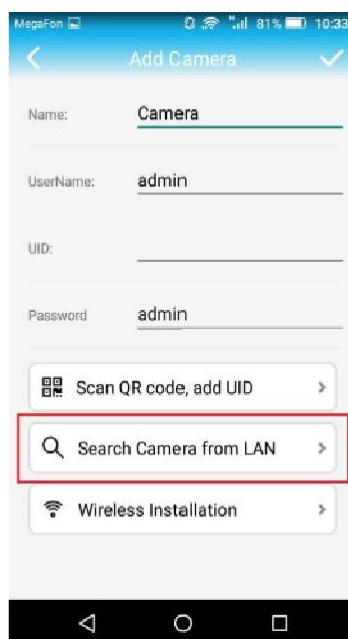 MegaFon 81% 10:33
Add Camera
Name: Camera
UserName: admin
UID:
Password admin
Scan QR code, add UID
Search Camera from LAN
Wireless Installation